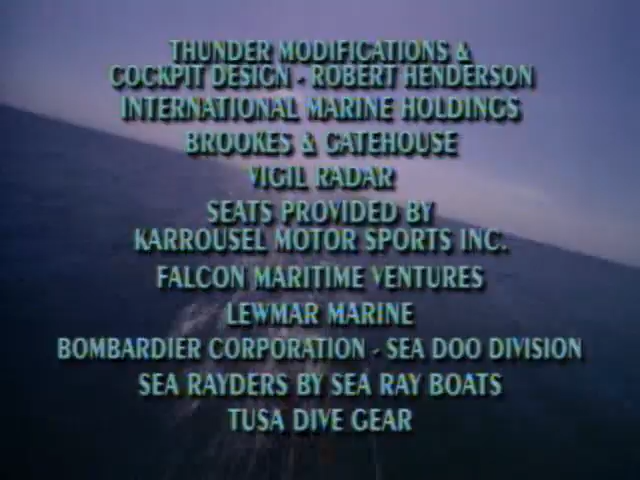 THUNDER MODIFICATIONS &
COCKPIT DESIGN - ROBERT HENDERSON
INTERNATIONAL MARINE HOLDINGS
BROOKES & GATEHOUSE
VIGIL RADAR
SEATS PROVIDED BY
KARROUSEL MOTOR SPORTS INC.
FALCON MARITIME VENTURES
LEWMAR MARINE
BOMBARDIER CORPORATION - SEA DOO DIVISION
SEA RAYDERS BY SEA RAY BOATS
TUSA DIVE GEAR